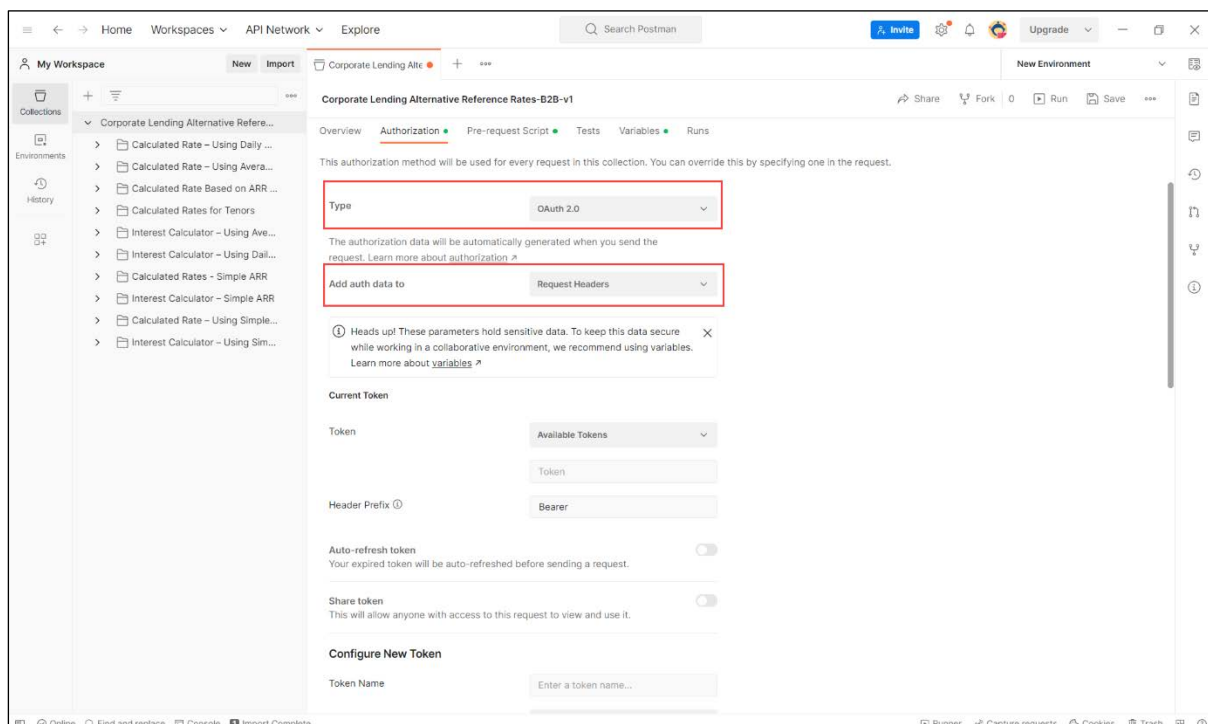 Home Workspaces API Network Explore Search Postman Invite Upgrade
My Workspace New Import Corporate Lending Alte New Environment
Collections
Environments
History
Corporate Lending Alternative Refere...
Calculated Rate – Using Daily ...
Calculated Rate – Using Avera...
Calculated Rate Based on ARR ...
Calculated Rates for Tenors
Interest Calculator – Using Ave...
Interest Calculator – Using Dail...
Calculated Rates - Simple ARR
Interest Calculator – Simple ARR
Calculated Rate – Using Simple...
Interest Calculator – Using Sim...
Corporate Lending Alternative Reference Rates-B2B-v1 Share Fork 0 Run Save
Overview Authorization Pre-request Script Tests Variables Runs
This authorization method will be used for every request in this collection. You can override this by specifying one in the request.
Type OAuth 2.0
The authorization data will be automatically generated when you send the
request. Learn more about authorization ↗
Add auth data to Request Headers
Heads up! These parameters hold sensitive data. To keep this data secure
while working in a collaborative environment, we recommend using variables.
Learn more about variables ↗
Current Token
Token Available Tokens
Token
Header Prefix Bearer
Auto-refresh token
Your expired token will be auto-refreshed before sending a request.
Share token
This will allow anyone with access to this request to view and use it.
Configure New Token
Token Name Enter a token name...
Online Find and replace Console Import Complete Runner Capture requests Cookies Trash